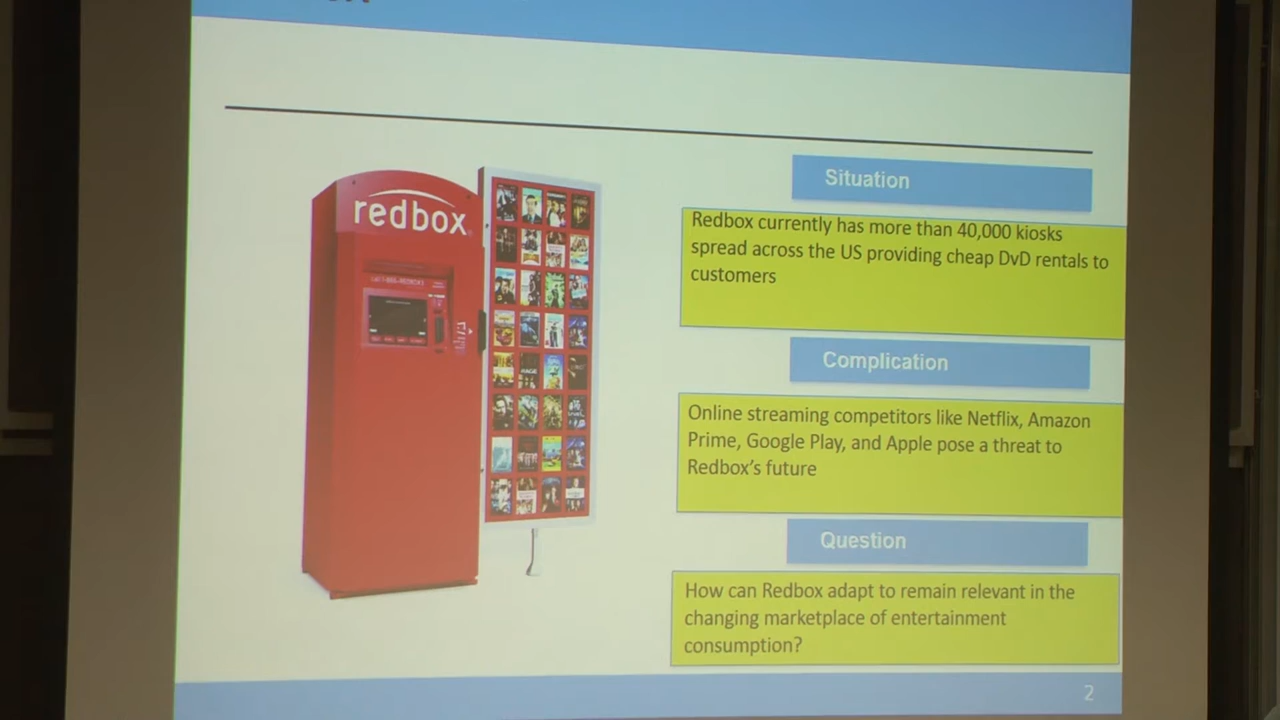 redbox
Situation
Redbox currently has more than 40,000 kiosks
spread across the US providing cheap DvD rentals to
customers
Complication
Online streaming competitors like Netflix, Amazon
Prime, Google Play, and Apple pose a threat to
Redbox's future
Question
How can Redbox adapt to remain relevant in the
changing marketplace of entertainment
consumption?
2